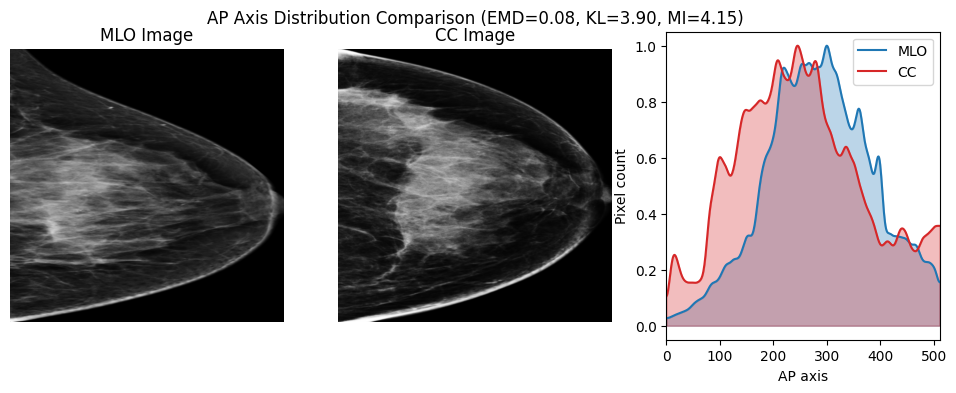 AP Axis Distribution Comparison (EMD=0.08, KL=3.90, MI=4.15)
MLO Image
CC Image
MLO
CC
Pixel count
1.0
0.8
0.6
0.4
0.2
0.0
0 100 200 300 400 500
AP axis